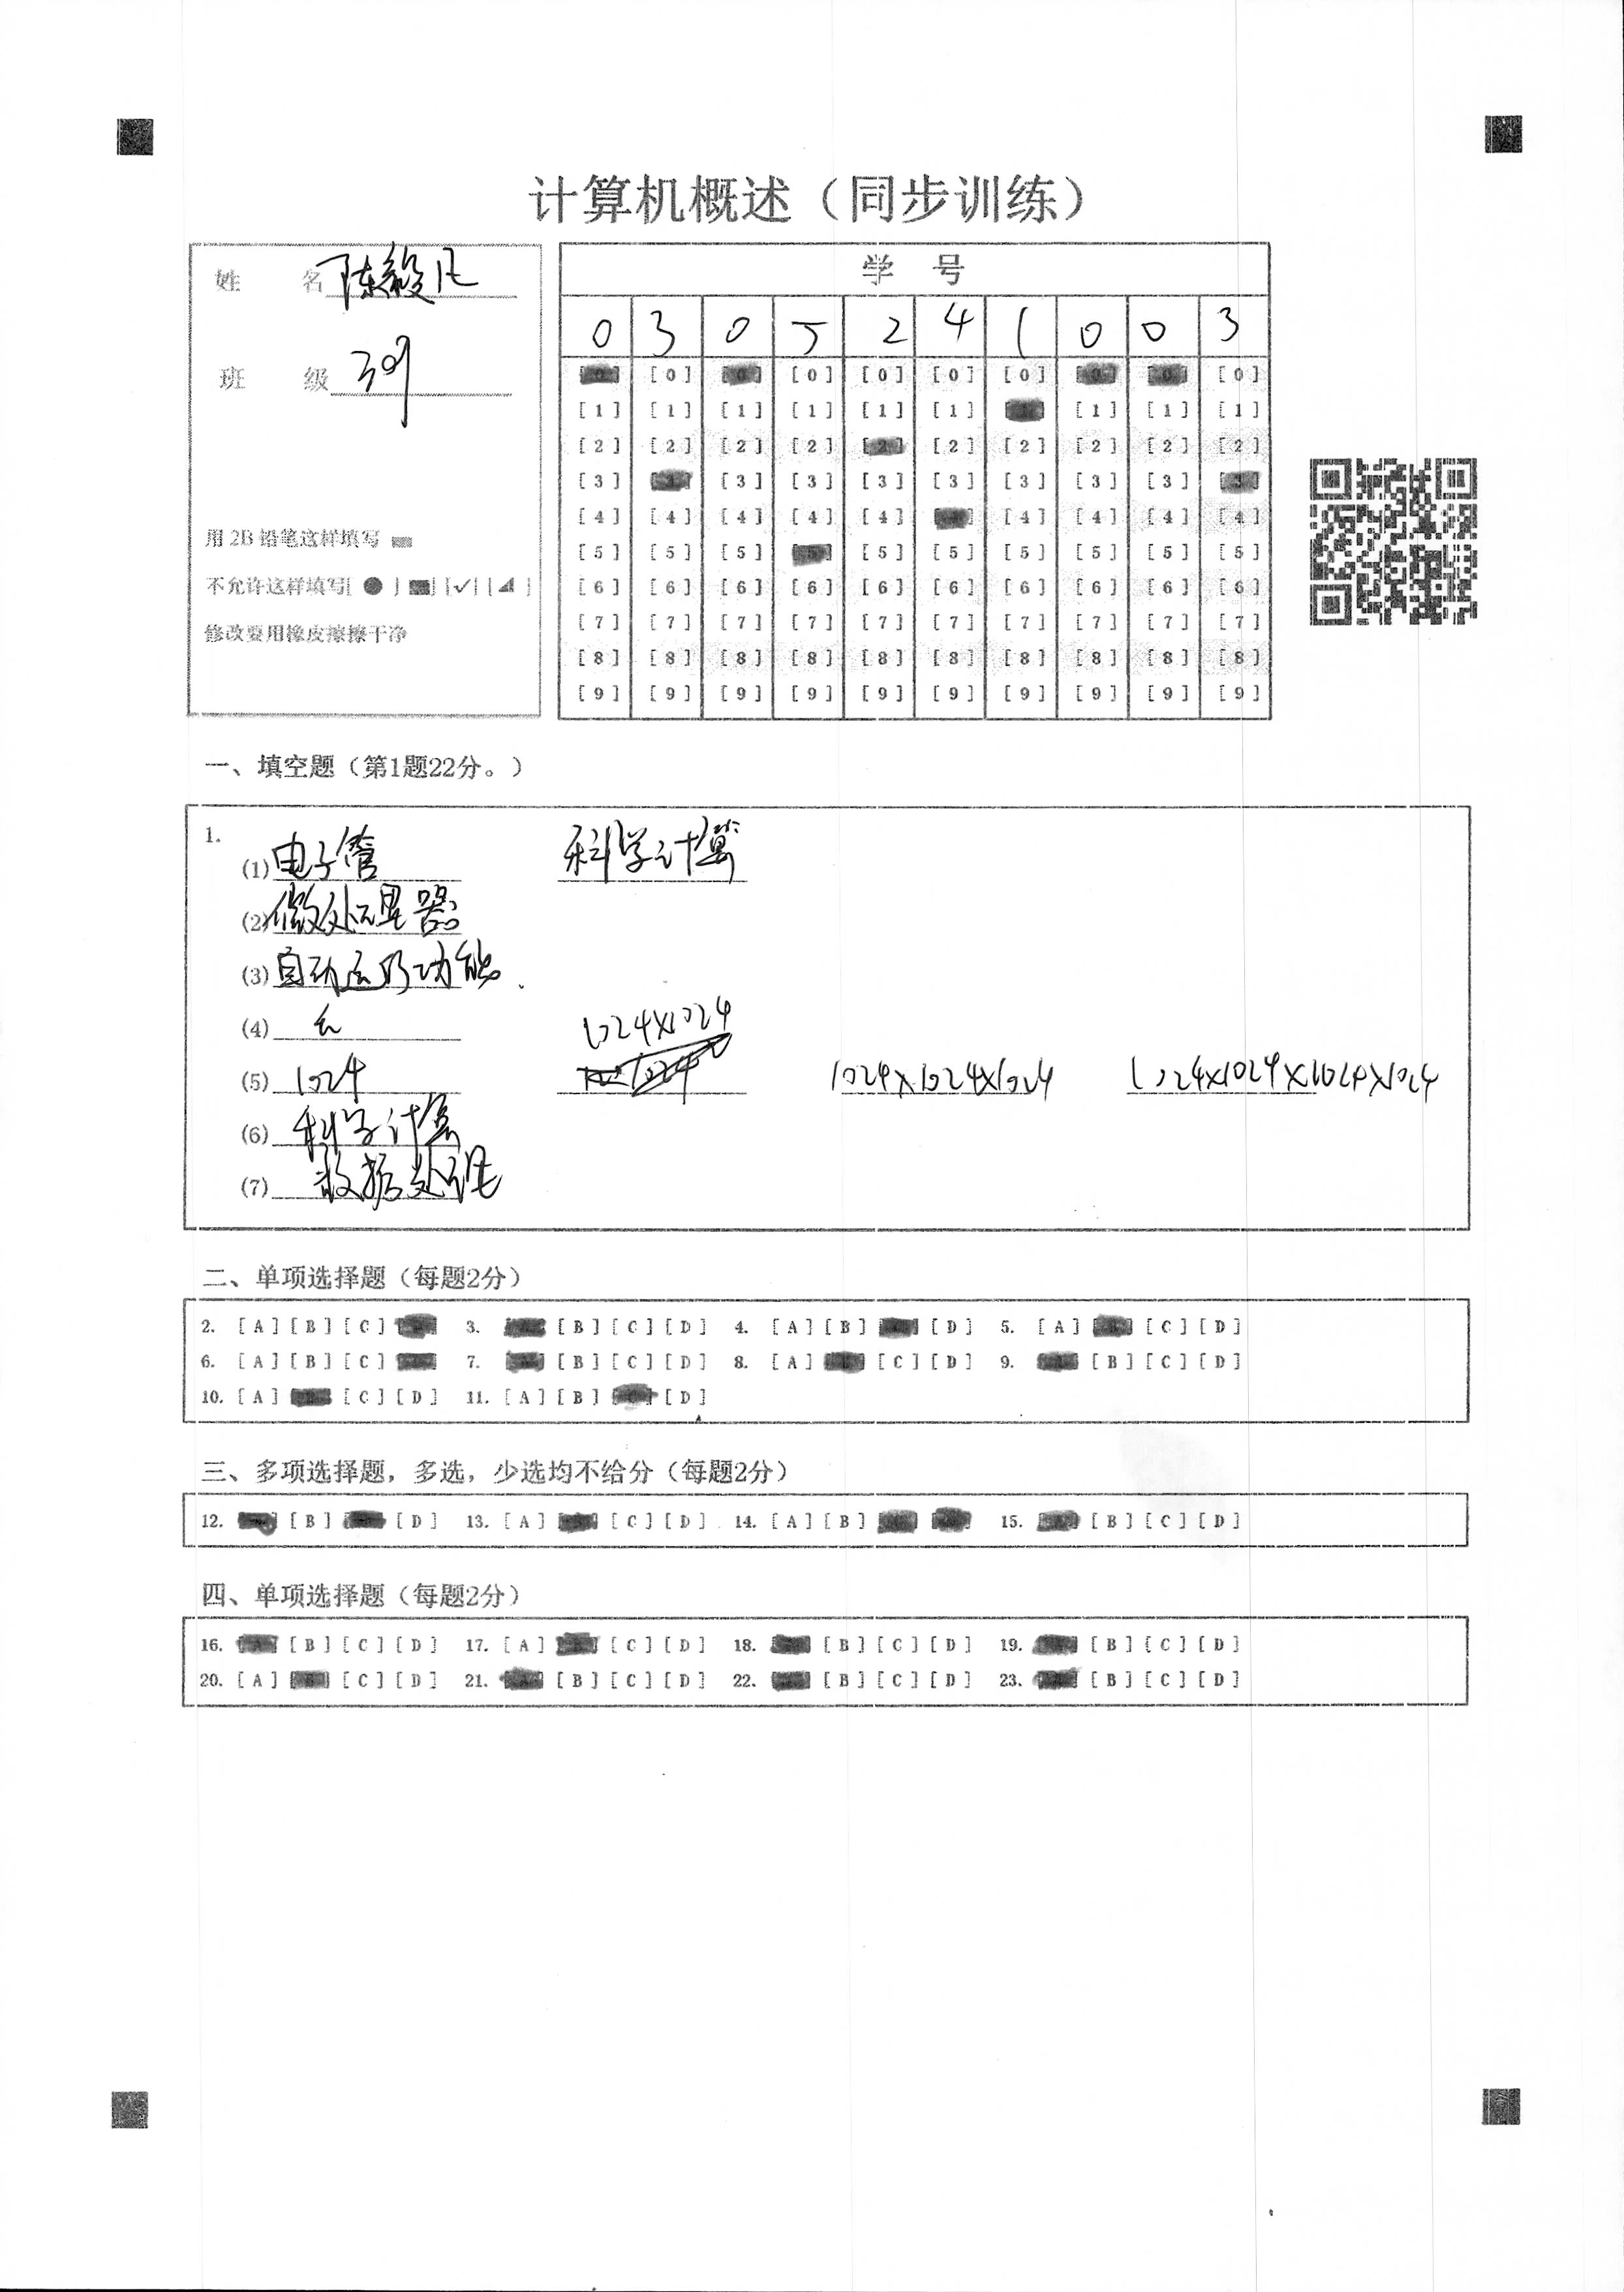 计算机概述（同步训练）
姓 名 陈毅凡
班 级
用 2B 铅笔这样填写
不允许这样填写[ ● ] [■] [✓] [◢ ]
修改要用橡皮擦擦干净
学 号
0 3 0 5 2 4 1 0 0 3
[0] [0] [0] [0] [0] [0] [0] [0] [0] [0]
[1] [1] [1] [1] [1] [1] [1] [1] [1] [1]
[2] [2] [2] [2] [2] [2] [2] [2] [2] [2]
[3] [3] [3] [3] [3] [3] [3] [3] [3] [3]
[4] [4] [4] [4] [4] [4] [4] [4] [4] [4]
[5] [5] [5] [5] [5] [5] [5] [5] [5] [5]
[6] [6] [6] [6] [6] [6] [6] [6] [6] [6]
[7] [7] [7] [7] [7] [7] [7] [7] [7] [7]
[8] [8] [8] [8] [8] [8] [8] [8] [8] [8]
[9] [9] [9] [9] [9] [9] [9] [9] [9] [9]
一、填空题（第1题22分。）
1.
(1) 电子管 科学计算
(2) 微处理器
(3) 自动运行功能
(4) 云
(5) 1024 1024×1024 1024×1024×1024 1024×1024×1024×1024
(6) 科学计算
(7) 数据处理
二、单项选择题（每题2分）
2. [A] [B] [C] ■ 3. ■ [B] [C] [D] 4. [A] [B] ■ [D] 5. [A] ■ [C] [D]
6. [A] [B] [C] ■ 7. ■ [B] [C] [D] 8. [A] ■ [C] [D] 9. ■ [B] [C] [D]
10. [A] ■ [C] [D] 11. [A] [B] ■ [D]
三、多项选择题，多选，少选均不给分（每题2分）
12. ■ [B] ■ [D] 13. [A] ■ [C] [D] 14. [A] [B] ■ ■ 15. ■ [B] [C] [D]
四、单项选择题（每题2分）
16. ■ [B] [C] [D] 17. [A] ■ [C] [D] 18. ■ [B] [C] [D] 19. ■ [B] [C] [D]
20. [A] ■ [C] [D] 21. ■ [B] [C] [D] 22. ■ [B] [C] [D] 23. ■ [B] [C] [D]